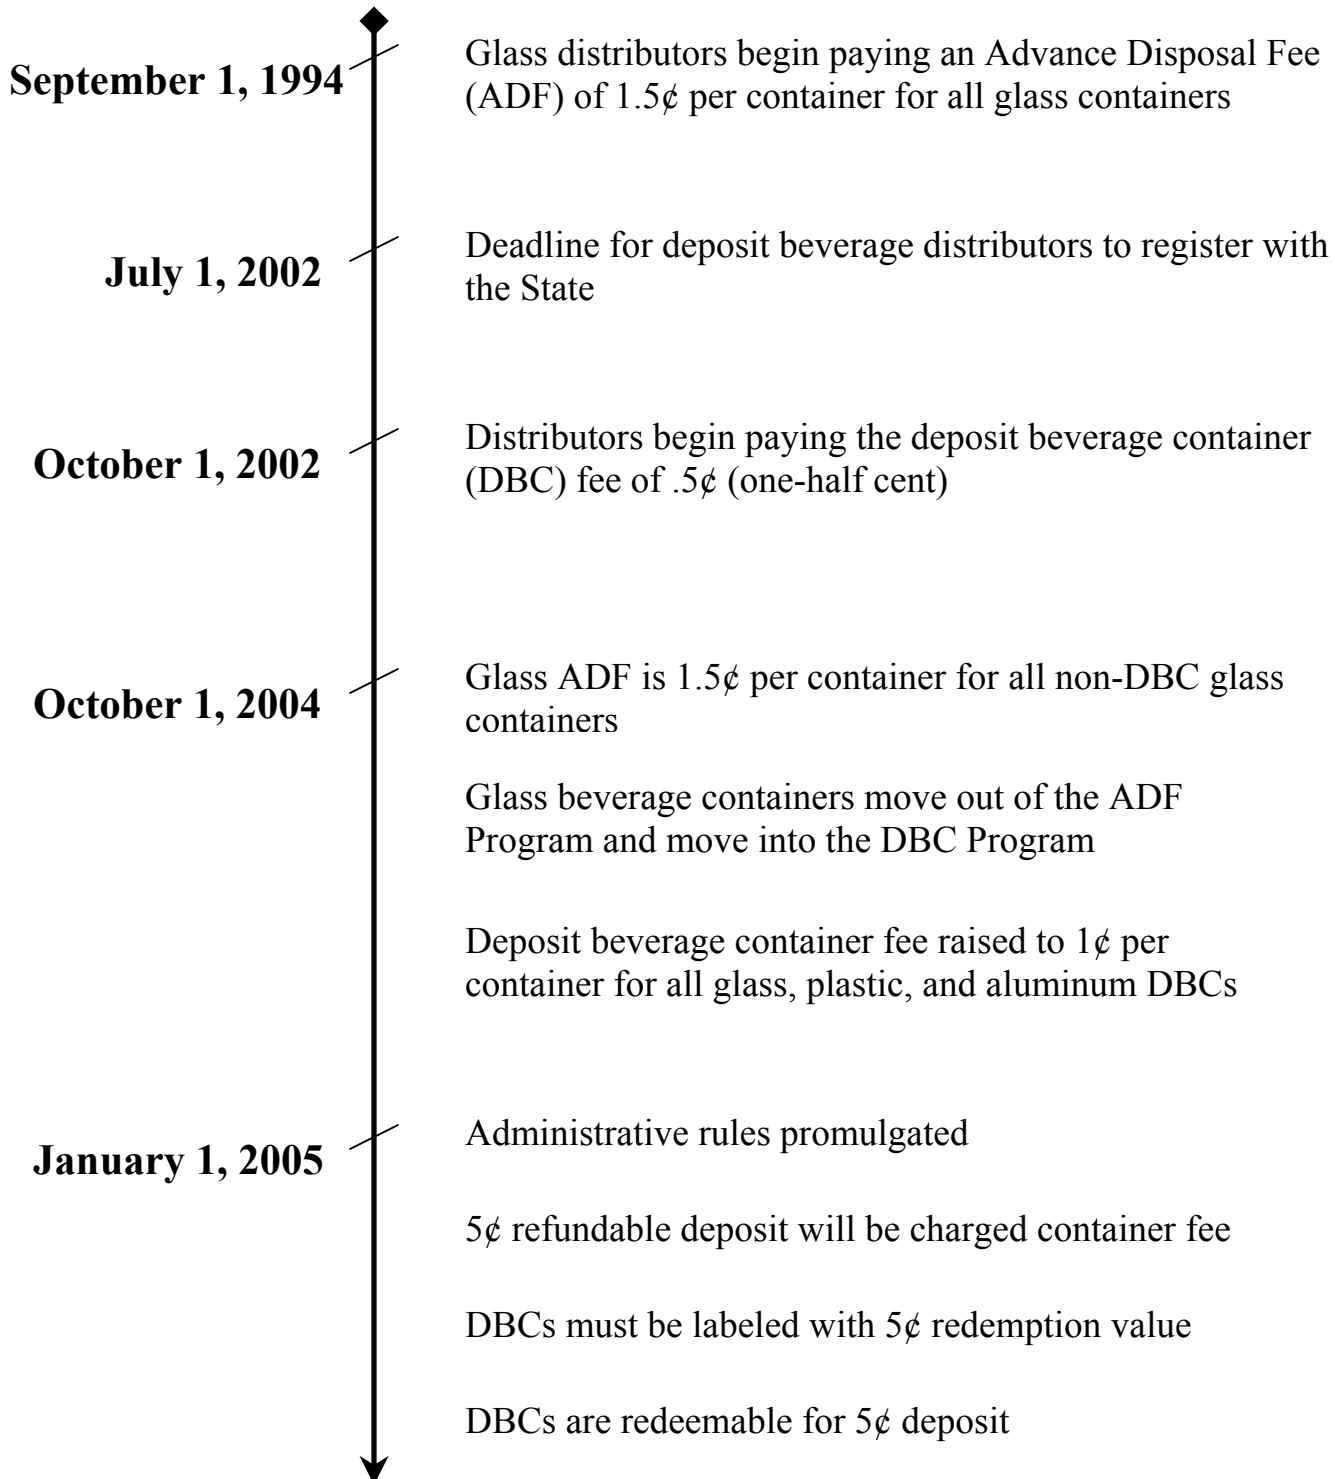 September 1, 1994
Glass distributors begin paying an Advance Disposal Fee
(ADF) of 1.5¢ per container for all glass containers
July 1, 2002
Deadline for deposit beverage distributors to register with
the State
October 1, 2002
Distributors begin paying the deposit beverage container
(DBC) fee of .5¢ (one-half cent)
October 1, 2004
Glass ADF is 1.5¢ per container for all non-DBC glass
containers
Glass beverage containers move out of the ADF
Program and move into the DBC Program
Deposit beverage container fee raised to 1¢ per
container for all glass, plastic, and aluminum DBCs
January 1, 2005
Administrative rules promulgated
5¢ refundable deposit will be charged container fee
DBCs must be labeled with 5¢ redemption value
DBCs are redeemable for 5¢ deposit